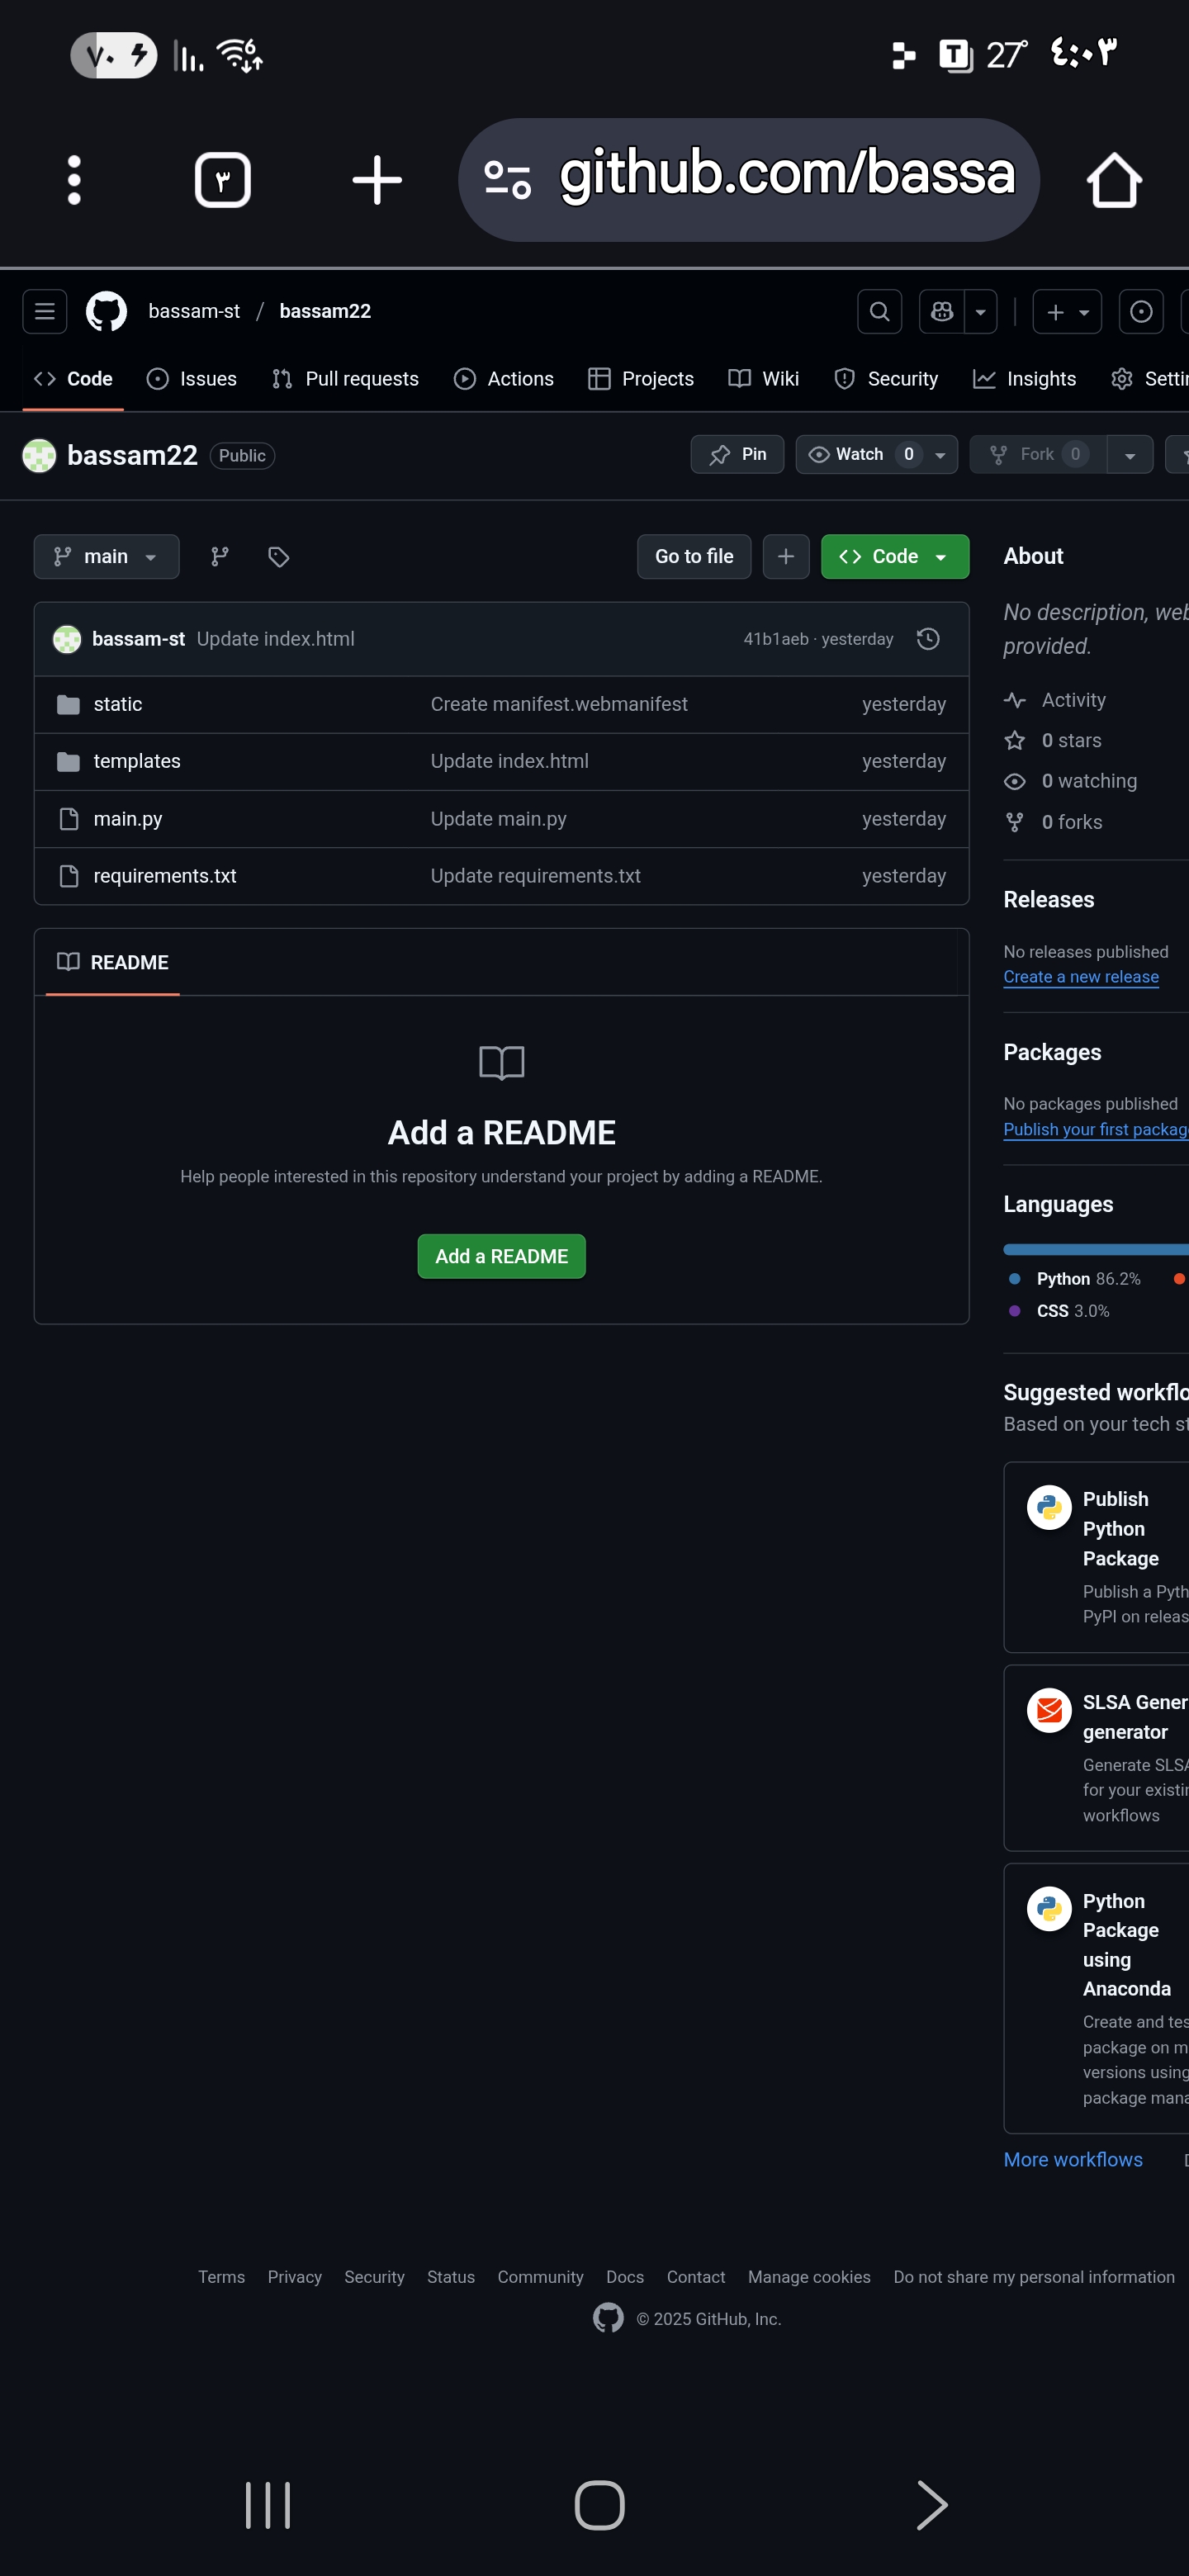 ٧٠
6
T
27°
٤:٠٣
٣
github.com/bassa
bassam-st / bassam22
Code
Issues
Pull requests
Actions
Projects
Wiki
Security
Insights
Settin
bassam22
Public
Pin
Watch 0
Fork 0
main
Go to file
Code
bassam-st Update index.html
41b1aeb · yesterday
static Create manifest.webmanifest yesterday
templates Update index.html yesterday
main.py Update main.py yesterday
requirements.txt Update requirements.txt yesterday
README
Add a README
Help people interested in this repository understand your project by adding a README.
Add a README
About
No description, web
provided.
Activity
0 stars
0 watching
0 forks
Releases
No releases published
Create a new release
Packages
No packages published
Publish your first package
Languages
Python 86.2%
CSS 3.0%
Suggested workflo
Based on your tech st
Publish
Python
Package
Publish a Pyth
PyPI on releas
SLSA Gener
generator
Generate SLSA
for your existin
workflows
Python
Package
using
Anaconda
Create and tes
package on m
versions using
package mana
More workflows
Terms Privacy Security Status Community Docs Contact Manage cookies Do not share my personal information
© 2025 GitHub, Inc.